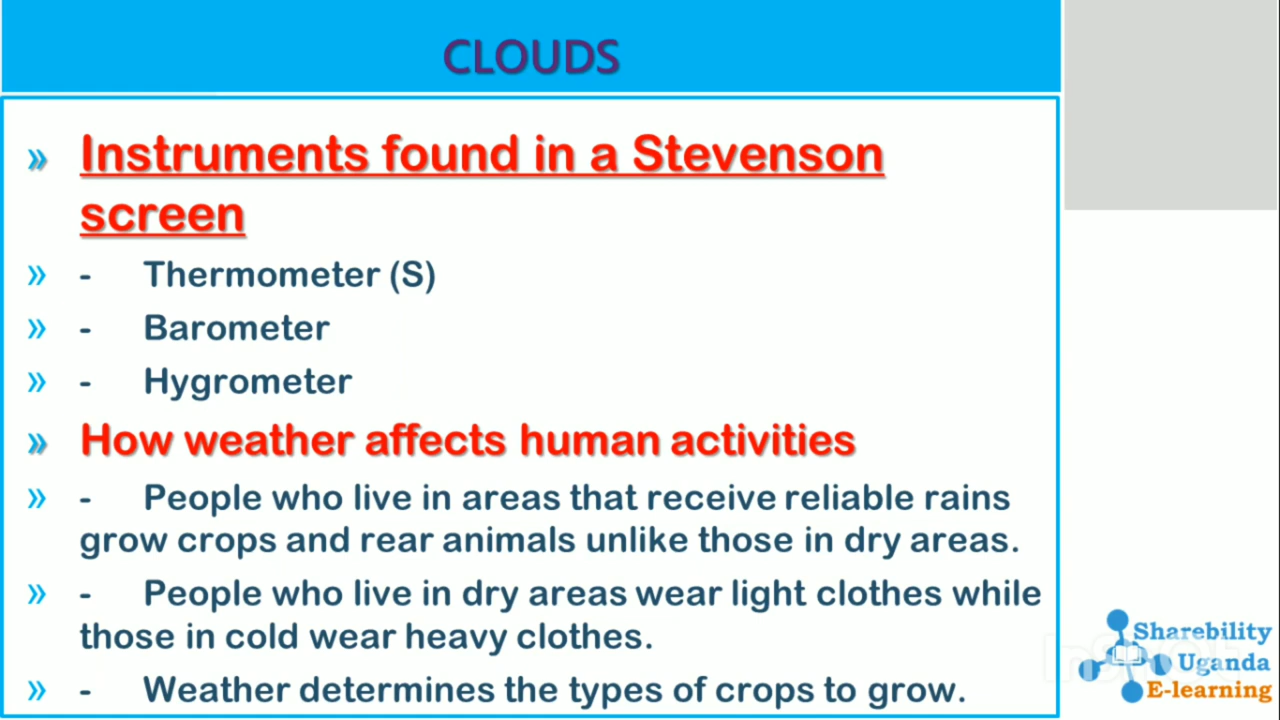 CLOUDS
» Instruments found in a Stevenson
screen
» - Thermometer (S)
» - Barometer
» - Hygrometer
» How weather affects human activities
» - People who live in areas that receive reliable rains
grow crops and rear animals unlike those in dry areas.
» - People who live in dry areas wear light clothes while
those in cold wear heavy clothes.
» - Weather determines the types of crops to grow.
Sharebility
Uganda
E-learning